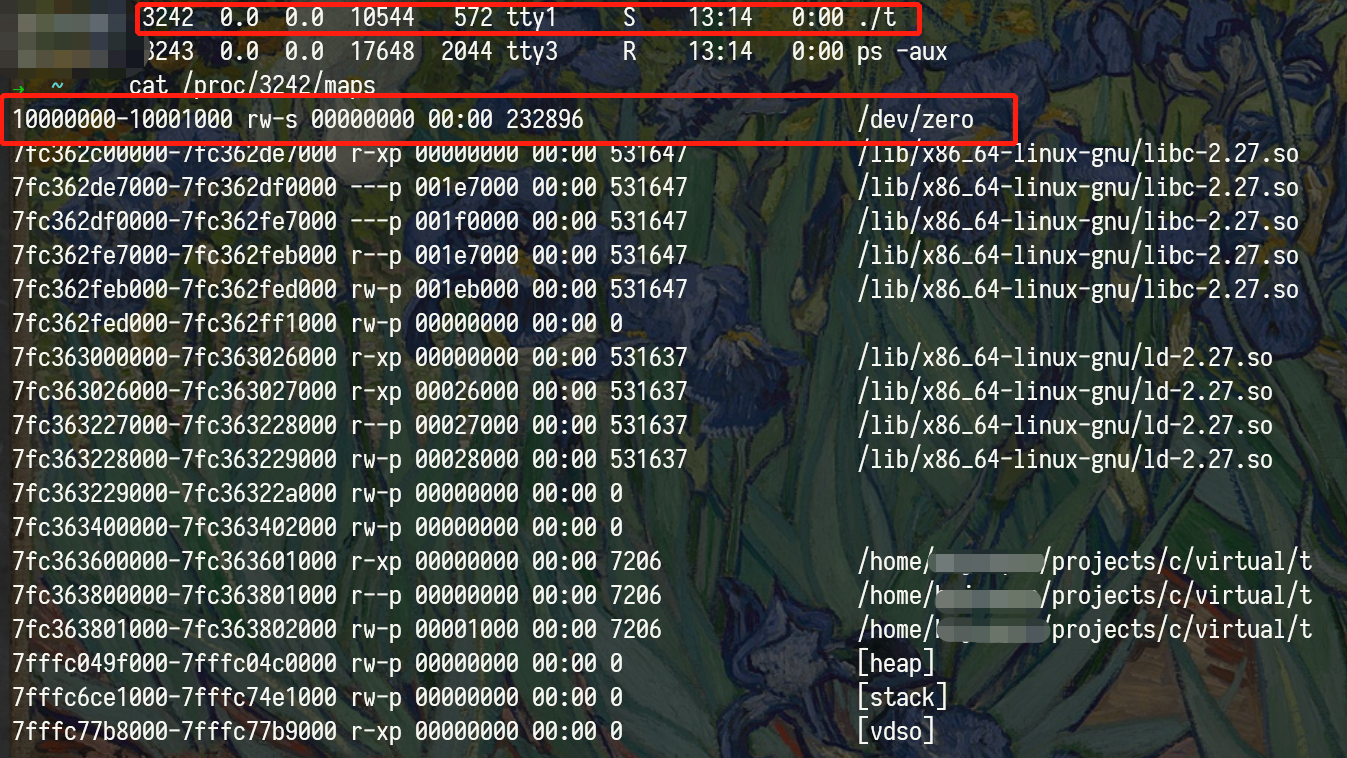 3242 0.0 0.0 10544 572 tty1 S 13:14 0:00 ./t
3243 0.0 0.0 17648 2044 tty3 R 13:14 0:00 ps -aux
→ ~ cat /proc/3242/maps
10000000-10001000 rw-s 00000000 00:00 232896 /dev/zero
7fc362c00000-7fc362de7000 r-xp 00000000 00:00 531647 /lib/x86_64-linux-gnu/libc-2.27.so
7fc362de7000-7fc362df0000 ---p 001e7000 00:00 531647 /lib/x86_64-linux-gnu/libc-2.27.so
7fc362df0000-7fc362fe7000 ---p 001f0000 00:00 531647 /lib/x86_64-linux-gnu/libc-2.27.so
7fc362fe7000-7fc362feb000 r--p 001e7000 00:00 531647 /lib/x86_64-linux-gnu/libc-2.27.so
7fc362feb000-7fc362fed000 rw-p 001eb000 00:00 531647 /lib/x86_64-linux-gnu/libc-2.27.so
7fc362fed000-7fc362ff1000 rw-p 00000000 00:00 0
7fc363000000-7fc363026000 r-xp 00000000 00:00 531637 /lib/x86_64-linux-gnu/ld-2.27.so
7fc363026000-7fc363027000 r-xp 00026000 00:00 531637 /lib/x86_64-linux-gnu/ld-2.27.so
7fc363227000-7fc363228000 r--p 00027000 00:00 531637 /lib/x86_64-linux-gnu/ld-2.27.so
7fc363228000-7fc363229000 rw-p 00028000 00:00 531637 /lib/x86_64-linux-gnu/ld-2.27.so
7fc363229000-7fc36322a000 rw-p 00000000 00:00 0
7fc363400000-7fc363402000 rw-p 00000000 00:00 0
7fc363600000-7fc363601000 r-xp 00000000 00:00 7206 /home/ /projects/c/virtual/t
7fc363800000-7fc363801000 r--p 00000000 00:00 7206 /home/ /projects/c/virtual/t
7fc363801000-7fc363802000 rw-p 00001000 00:00 7206 /home/ /projects/c/virtual/t
7fffc049f000-7fffc04c0000 rw-p 00000000 00:00 0 [heap]
7fffc6ce1000-7fffc74e1000 rw-p 00000000 00:00 0 [stack]
7fffc77b8000-7fffc77b9000 r-xp 00000000 00:00 0 [vdso]